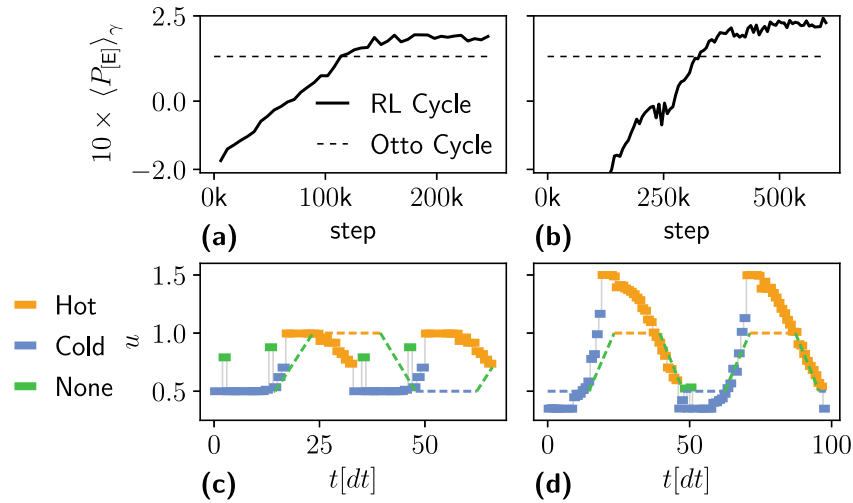 10 × ⟨P[E]⟩γ
2.5
0.0
−2.0
RL Cycle
Otto Cycle
0k 100k 200k
0k 250k 500k
(a) step
(b) step
Hot
Cold
None
u
1.5
1.0
0.5
0 25 50
0 50 100
(c) t[dt]
(d) t[dt]